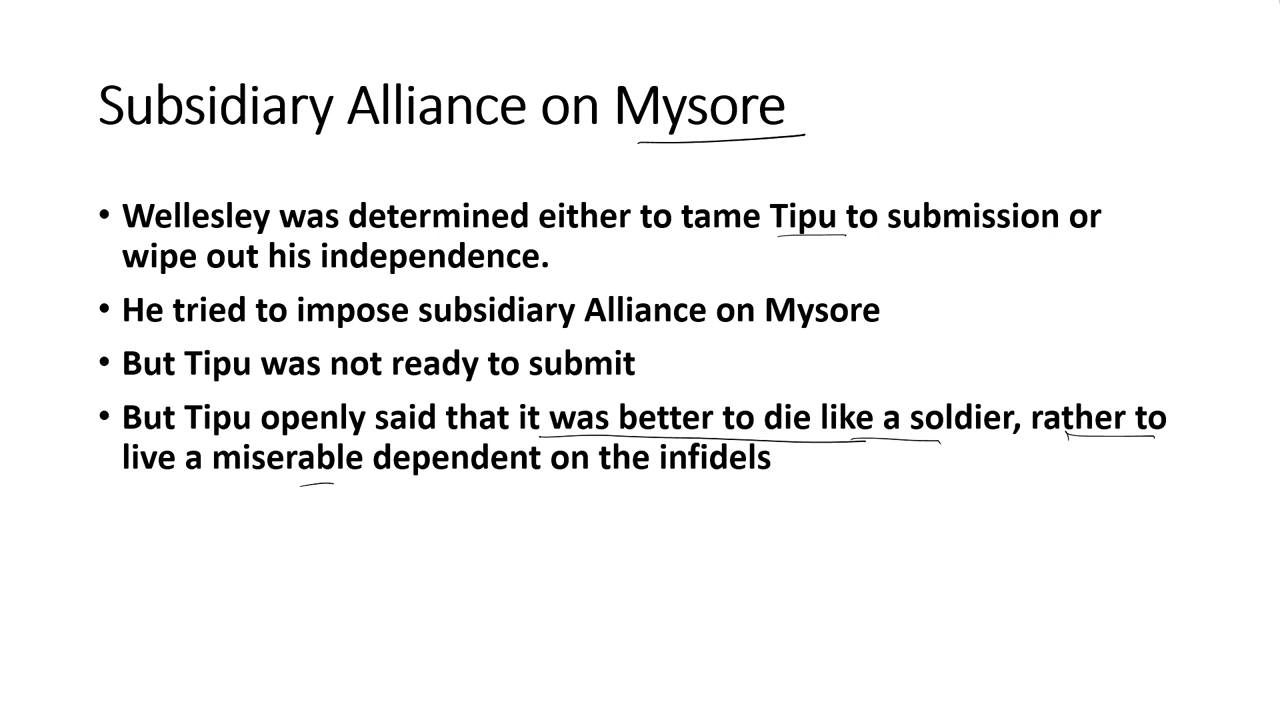 Subsidiary Alliance on Mysore
• Wellesley was determined either to tame Tipu to submission or
wipe out his independence.
• He tried to impose subsidiary Alliance on Mysore
• But Tipu was not ready to submit
• But Tipu openly said that it was better to die like a soldier, rather to
live a miserable dependent on the infidels